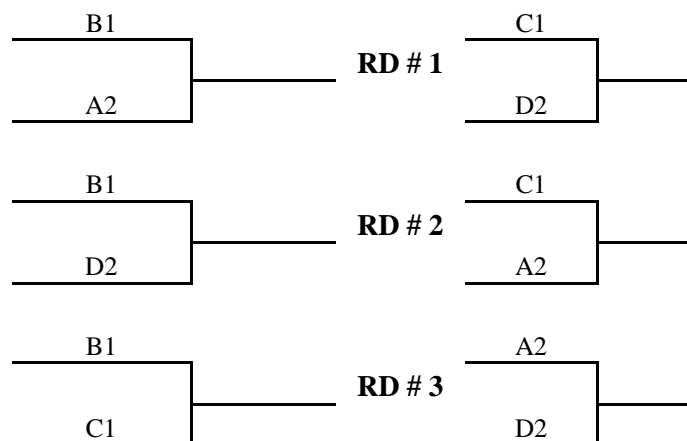 B1 C1
RD # 1
A2 D2
B1 C1
RD # 2
D2 A2
B1 A2
RD # 3
C1 D2